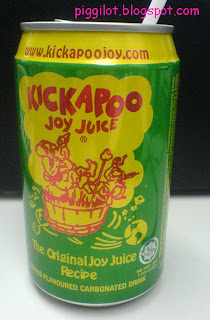 piggilot.blogspot.com
www.kickapoojoy.com
KICKAPOO
JOY JUICE
®
The Original Joy Juice
Recipe
FLAVOURED CARBONATED DRINK